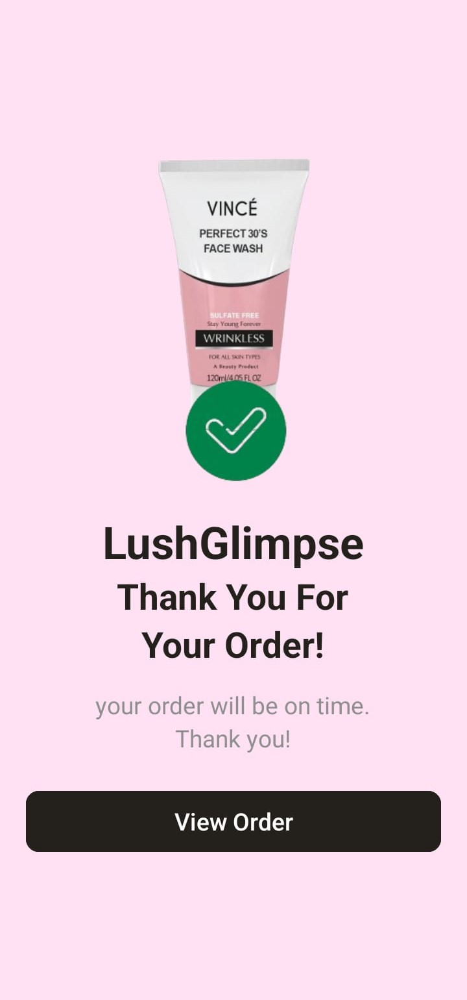 VINCÉ
PERFECT 30'S
FACE WASH
SULFATE FREE
Stay Young Forever
WRINKLESS
FOR ALL SKIN TYPES
A Beauty Product
120ml/4.05 FL OZ
LushGlimpse
Thank You For
Your Order!
your order will be on time.
Thank you!
View Order